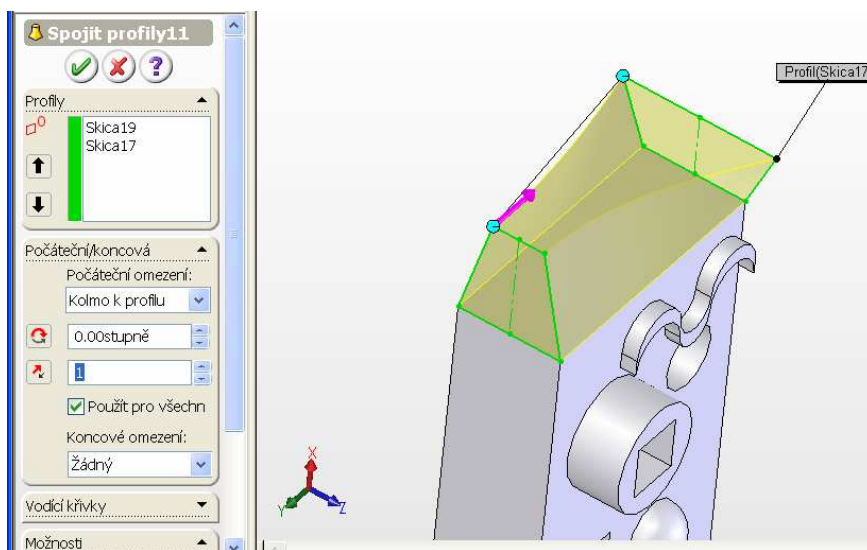 Spojit profily11
?
Profily
Skica19
Skica17
Počáteční/koncová
Počáteční omezení:
Kolmo k profilu
0.00stupně
1
Použít pro všechn
Koncové omezení:
Žádný
Vodící křivky
Možnosti
Profil(Skica17
X
Y
Z